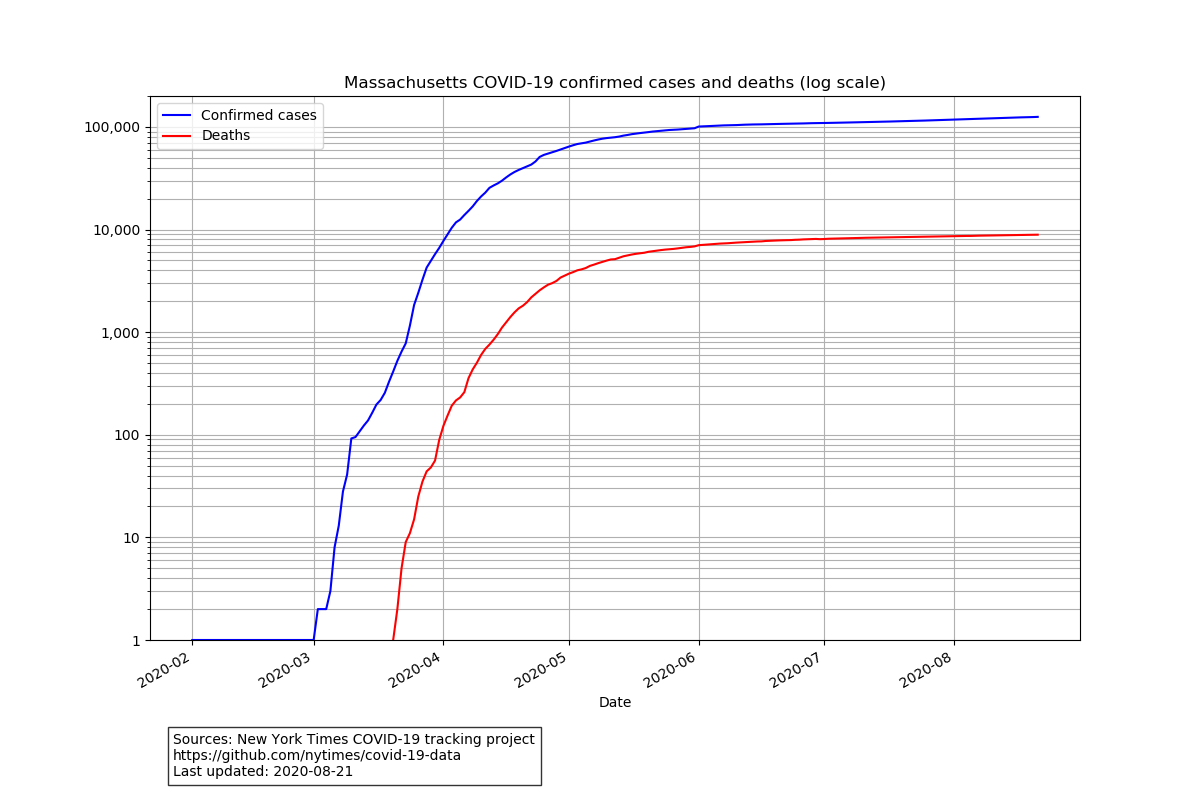 Massachusetts COVID-19 confirmed cases and deaths (log scale)
Confirmed cases
Deaths
100,000
10,000
1,000
100
10
1
2020-02
2020-03
2020-04
2020-05
2020-06
2020-07
2020-08
Date
Sources: New York Times COVID-19 tracking project
https://github.com/nytimes/covid-19-data
Last updated: 2020-08-21